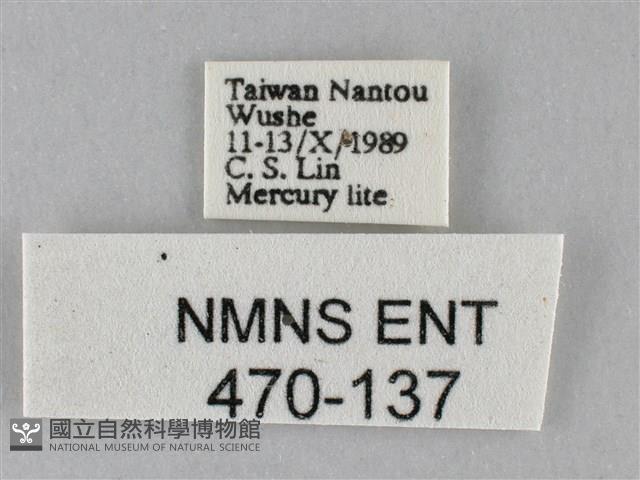 Taiwan Nantou
Wushe
11-13/X/1989
C. S. Lin
Mercury lite
NMNS ENT
470-137
國立自然科學博物館
NATIONAL MUSEUM OF NATURAL SCIENCE